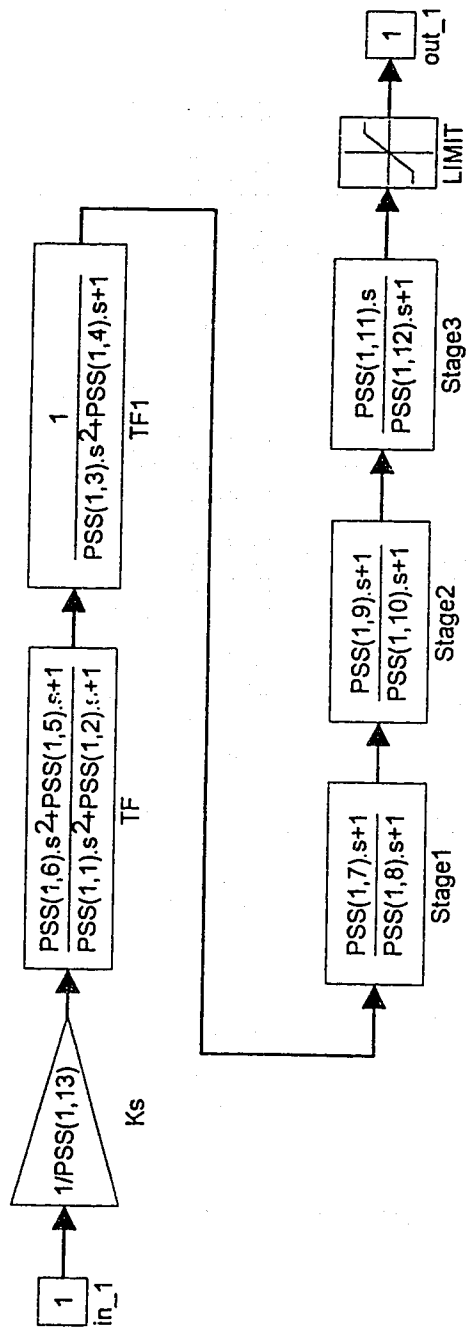 1
in_1
1/PSS(1,13)
Ks
PSS(1,6).s2+PSS(1,5).s+1
PSS(1,1).s2+PSS(1,2).s+1
TF
1
PSS(1,3).s2+PSS(1,4).s+1
TF1
PSS(1,7).s+1
PSS(1,8).s+1
Stage1
PSS(1,9).s+1
PSS(1,10).s+1
Stage2
PSS(1,11).s
PSS(1,12).s+1
Stage3
LIMIT
1
out_1